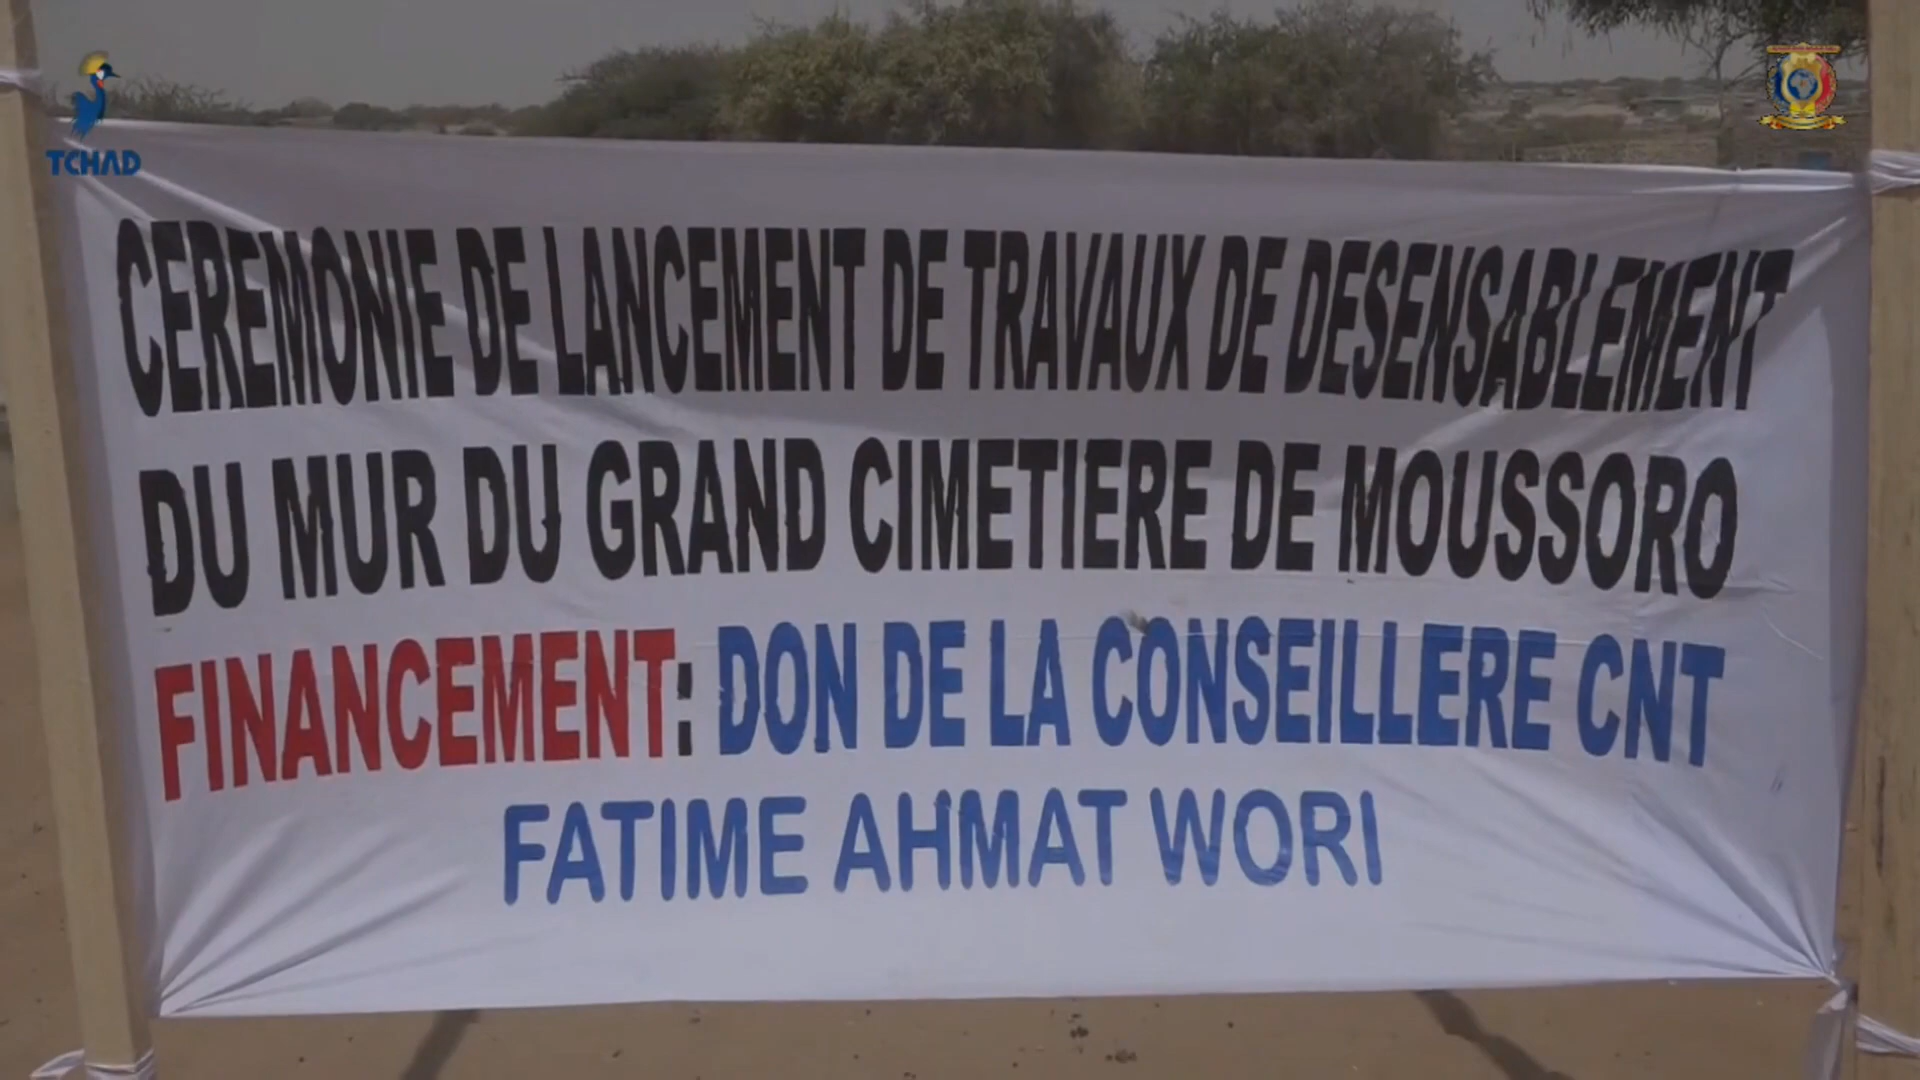 TCHAD
CEREMONIE DE LANCEMENT DE TRAVAUX DE DESENSABLEMENT
DU MUR DU GRAND CIMETIERE DE MOUSSORO
FINANCEMENT: DON DE LA CONSEILLERE CNT
FATIME AHMAT WORI